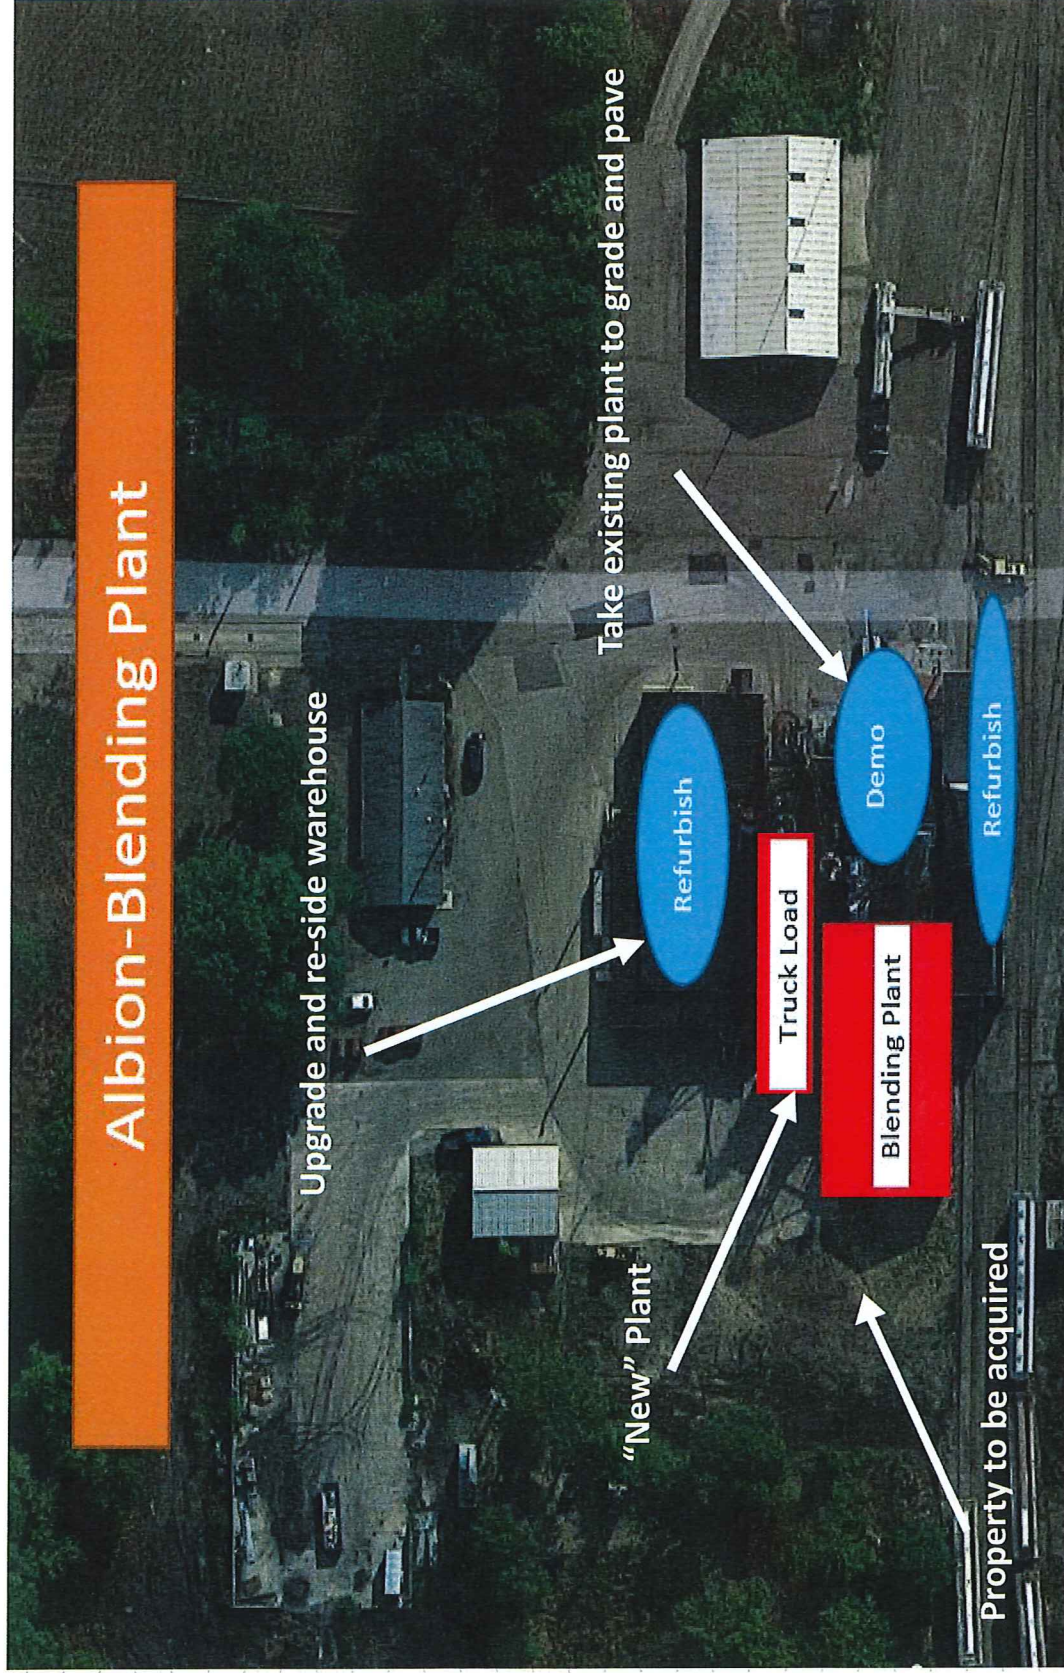 Albion-Blending Plant
Upgrade and re-side warehouse
Take existing plant to grade and pave
Refurbish
"New" Plant
Truck Load
Demo
Blending Plant
Refurbish
Property to be acquired